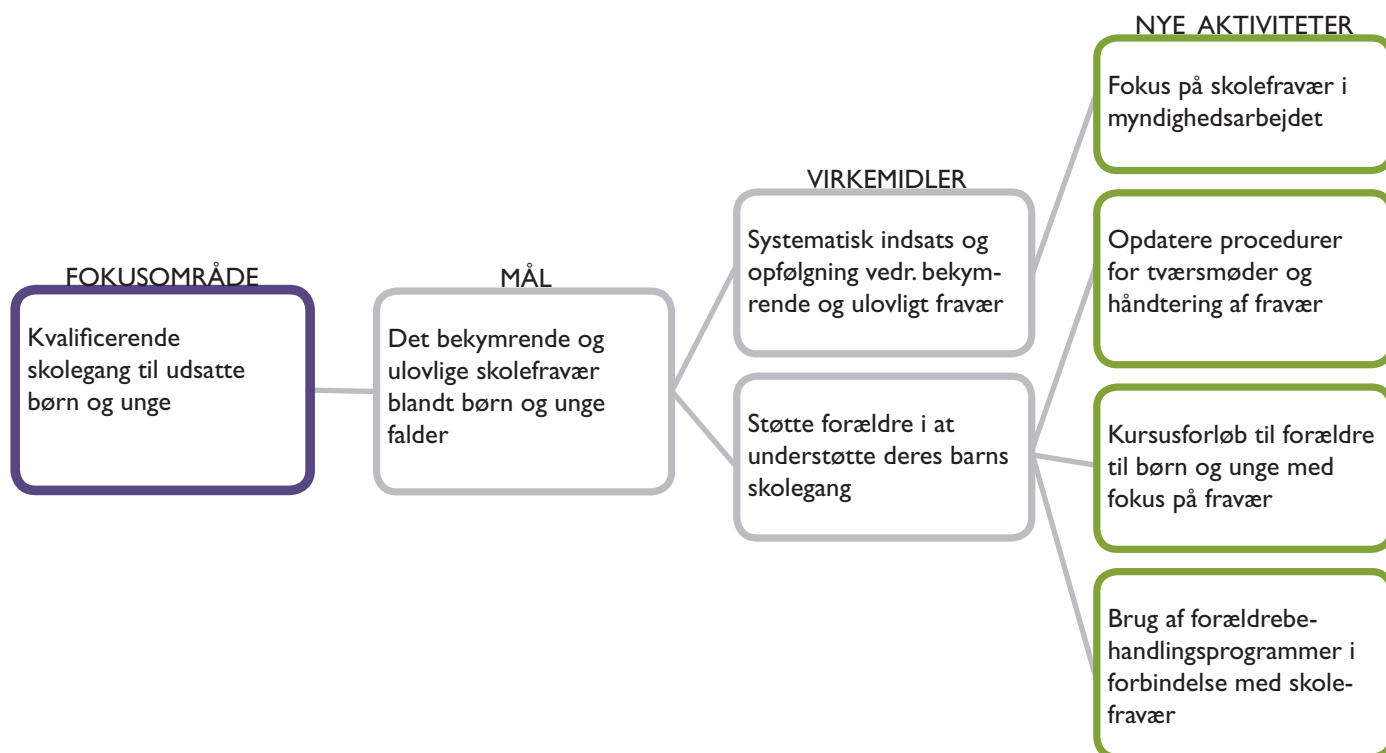 FOKUSOMRÅDE
Kvalificerende
skolegang til udsatte
børn og unge
MÅL
Det bekymrende og
ulovlige skolefravær
blandt børn og unge
falder
VIRKEMIDLER
Systematisk indsats og
opfølgning vedr. bekym-
rende og ulovligt fravær
Støtte forældre i at
understøtte deres barns
skolegang
NYE AKTIVITETER
Fokus på skolefravær i
myndighedsarbejdet
Opdatere procedurer
for tværsmøder og
håndtering af fravær
Kursusforløb til forældre
til børn og unge med
fokus på fravær
Brug af forældrebe-
handlingsprogrammer i
forbindelse med skole-
fravær